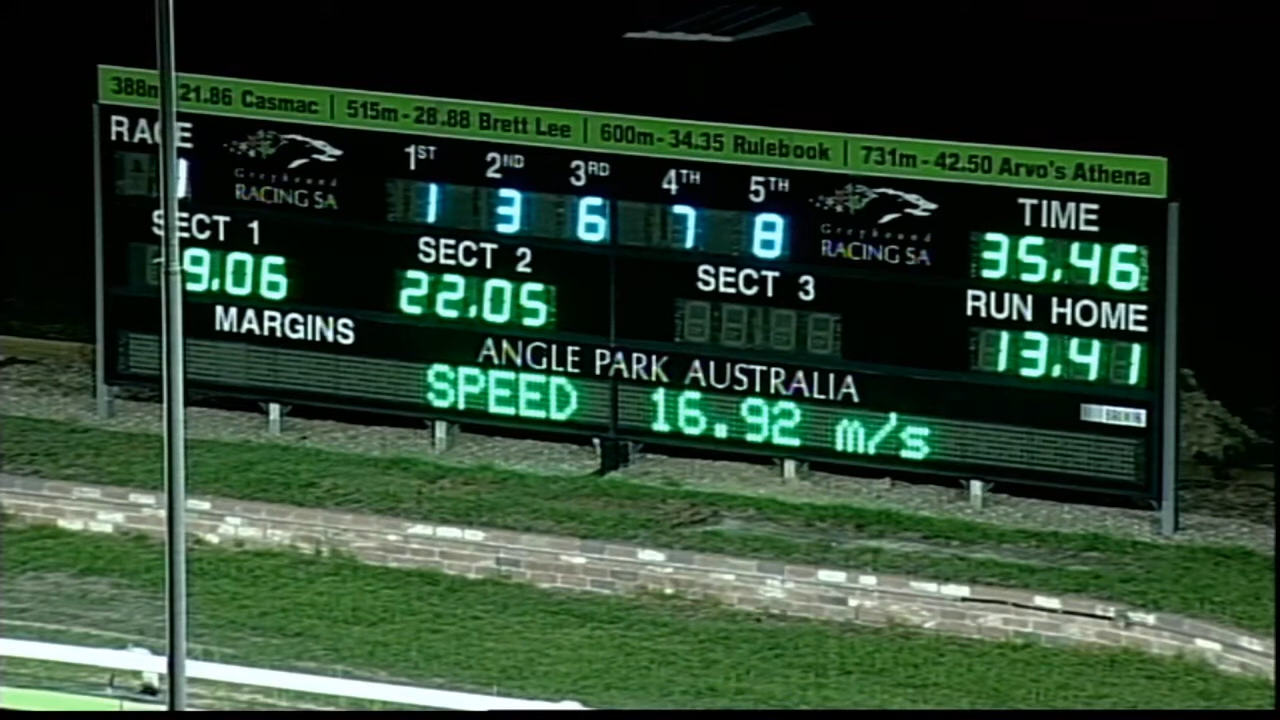 388m 21.86 Casmac | 515m - 28.88 Brett Lee | 600m - 34.35 Rulebook | 731m - 42.50 Arvo's Athena
RACE 1ST 2ND 3RD 4TH 5TH
1 Greyhound RACING SA 1 3 6 7 8 Greyhound RACING SA
TIME
35.46
SECT 1 SECT 2 SECT 3
9.06 22.05
RUN HOME
13.41
MARGINS
ANGLE PARK AUSTRALIA
SPEED 16.92 m/s